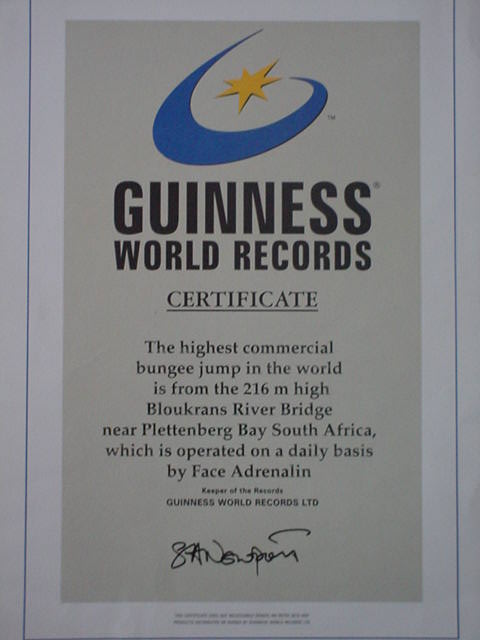 ™
GUINNESS®
WORLD RECORDS
CERTIFICATE
The highest commercial
bungee jump in the world
is from the 216 m high
Bloukrans River Bridge
near Plettenberg Bay South Africa,
which is operated on a daily basis
by Face Adrenalin
Keeper of the Records
GUINNESS WORLD RECORDS LTD